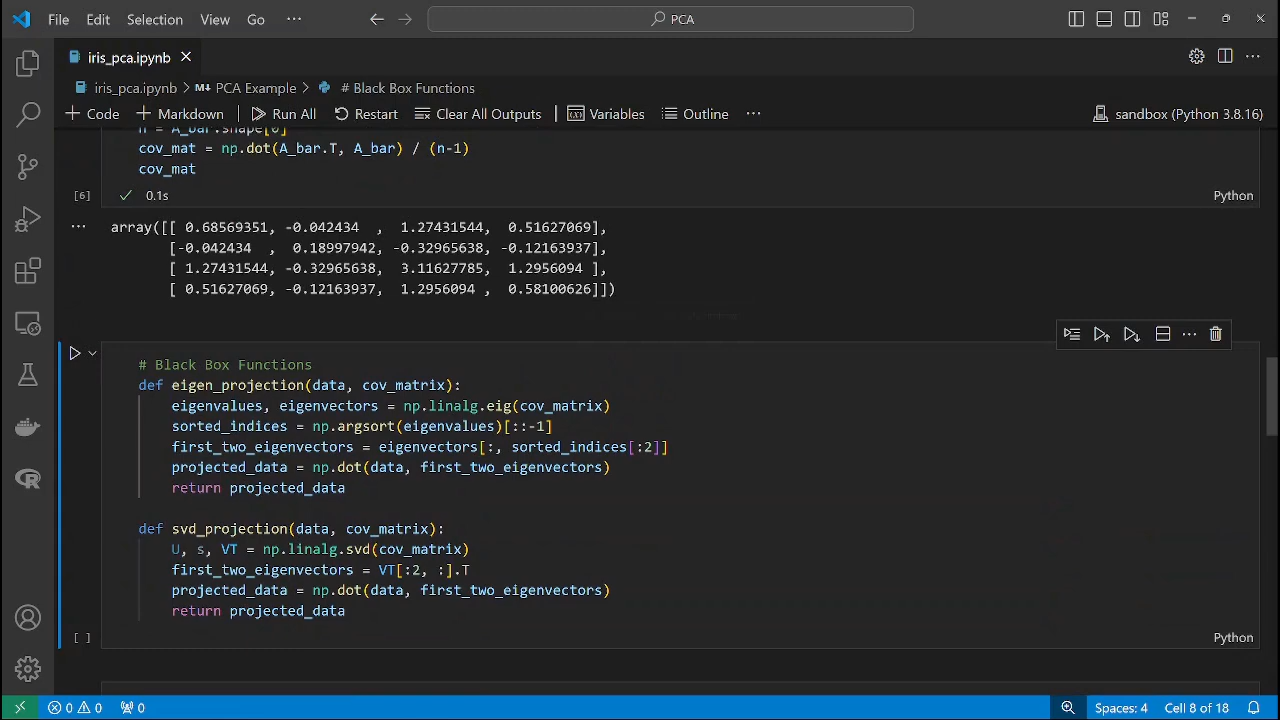 File Edit Selection View Go ··· PCA
iris_pca.ipynb
iris_pca.ipynb > PCA Example > # Black Box Functions
+ Code + Markdown Run All Restart Clear All Outputs Variables Outline ··· sandbox (Python 3.8.16)
n = A_bar.shape[0]
cov_mat = np.dot(A_bar.T, A_bar) / (n-1)
cov_mat
[6] 0.1s Python
··· array([[ 0.68569351, -0.042434  ,  1.27431544,  0.51627069],
[-0.042434  ,  0.18997942, -0.32965638, -0.12163937],
[ 1.27431544, -0.32965638,  3.11627785,  1.2956094 ],
[ 0.51627069, -0.12163937,  1.2956094 ,  0.58100626]])
# Black Box Functions
def eigen_projection(data, cov_matrix):
eigenvalues, eigenvectors = np.linalg.eig(cov_matrix)
sorted_indices = np.argsort(eigenvalues)[::-1]
first_two_eigenvectors = eigenvectors[:, sorted_indices[:2]]
projected_data = np.dot(data, first_two_eigenvectors)
return projected_data
def svd_projection(data, cov_matrix):
U, s, VT = np.linalg.svd(cov_matrix)
first_two_eigenvectors = VT[:2, :].T
projected_data = np.dot(data, first_two_eigenvectors)
return projected_data
[ ] Python
0 0 0 Spaces: 4 Cell 8 of 18